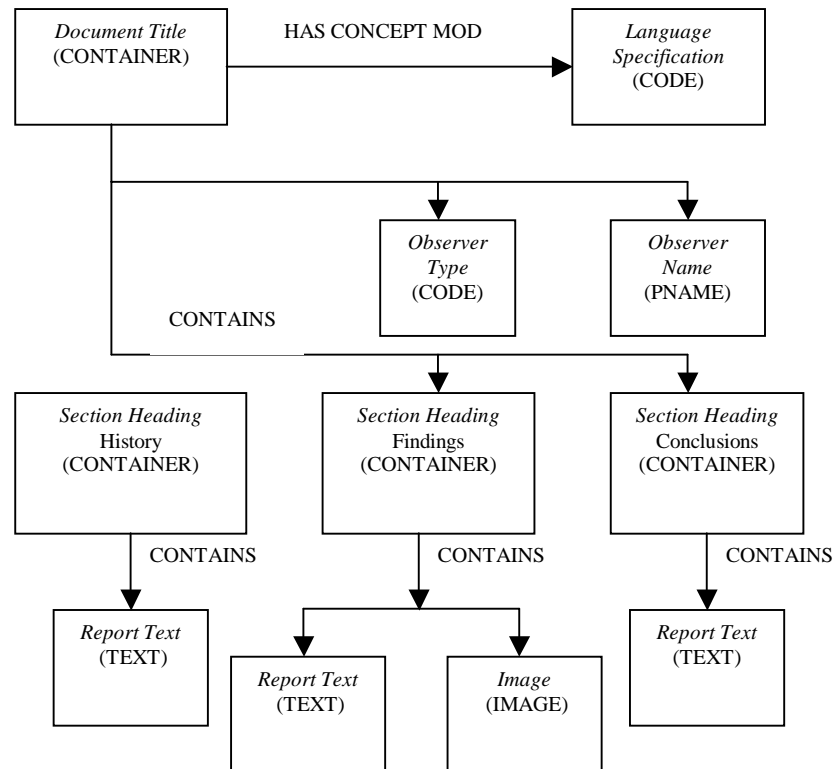 Document Title
(CONTAINER)
HAS CONCEPT MOD
Language
Specification
(CODE)
Observer
Type
(CODE)
Observer
Name
(PNAME)
CONTAINS
Section Heading
History
(CONTAINER)
Section Heading
Findings
(CONTAINER)
Section Heading
Conclusions
(CONTAINER)
CONTAINS
CONTAINS
CONTAINS
Report Text
(TEXT)
Report Text
(TEXT)
Image
(IMAGE)
Report Text
(TEXT)